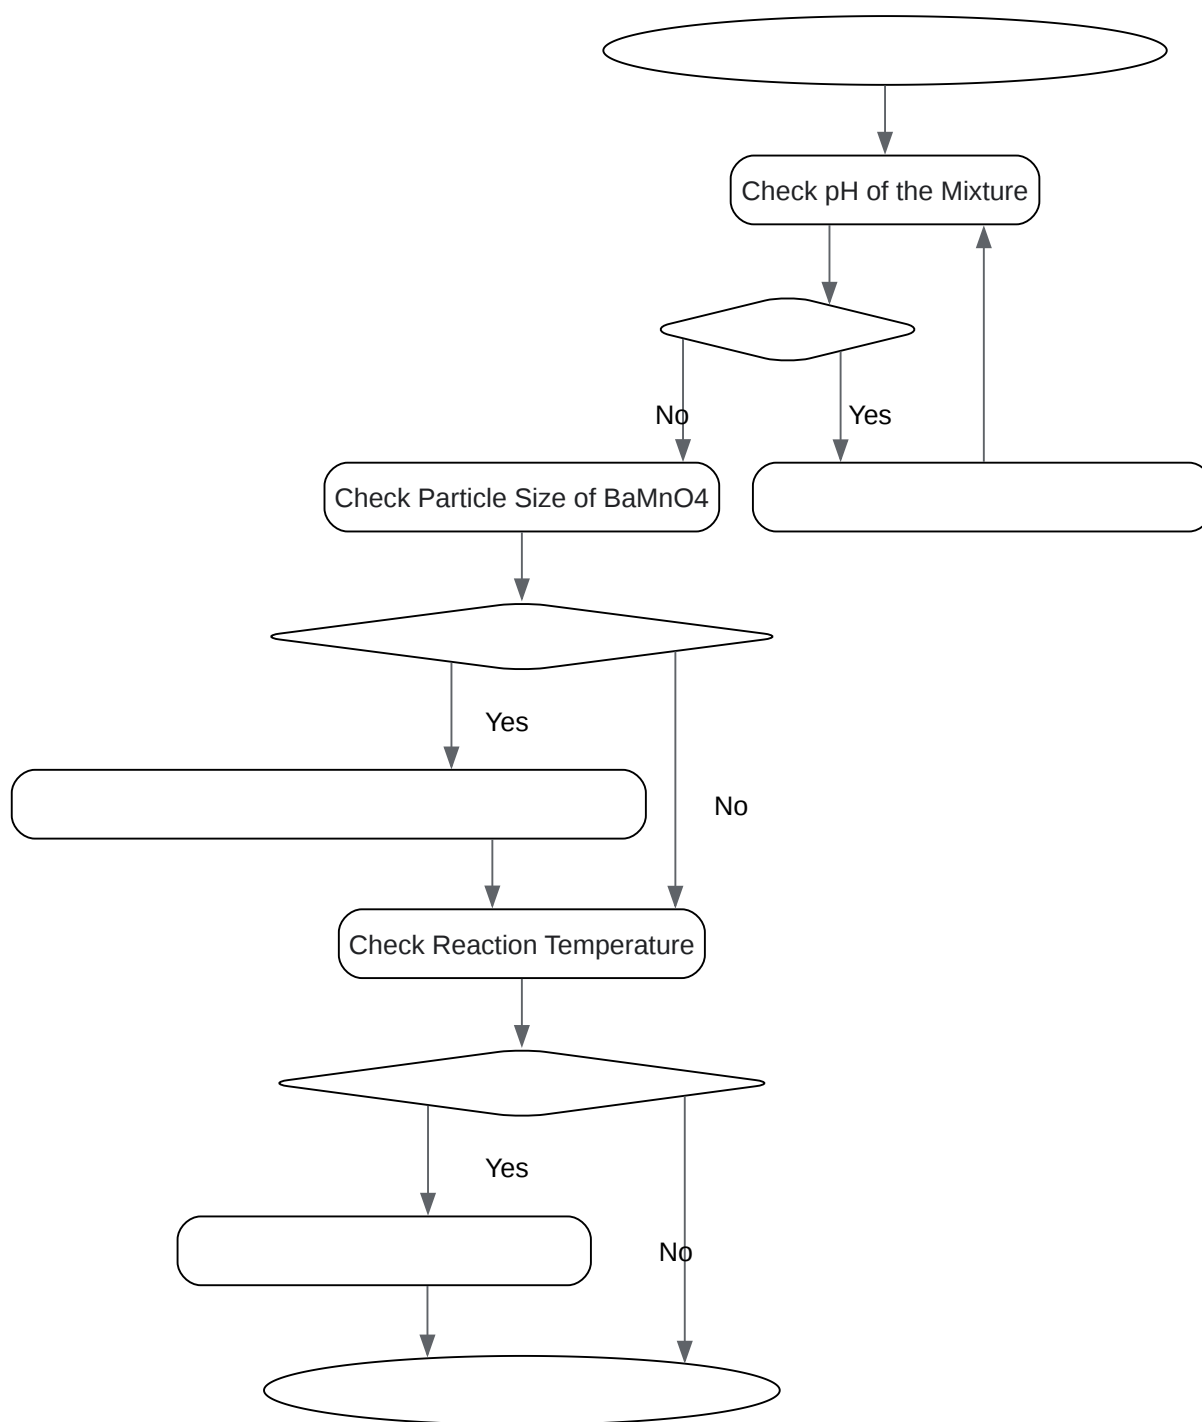 Check pH of the Mixture
No
Yes
Check Particle Size of BaMnO4
Yes
No
Check Reaction Temperature
Yes
No